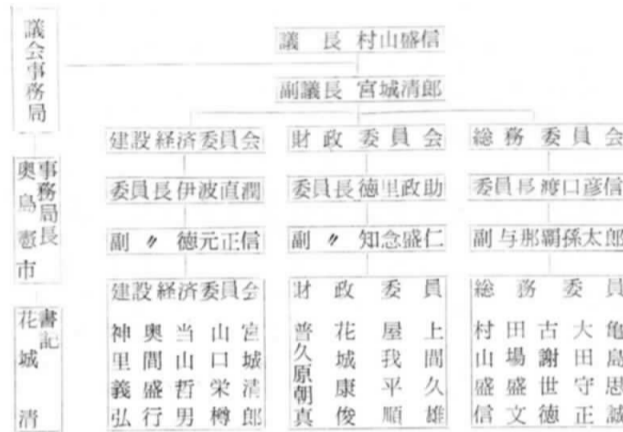 議長 村山盛信
副議長 宮城清郎
議会事務局
事務局長
奥島憲市
書記
花城清
総務委員会
委員長渡口彦信
副与那覇孫太郎
総務委員
亀島思誠
大田守正
古謝世徳
田場盛文
村山盛信
財政委員会
委員長徳里政助
副〃知念盛仁
財政委員
上間久雄
屋我平順
花城康俊
普久原朝真
建設経済委員会
委員長伊波直潤
副〃徳元正信
建設経済委員会
宮城清郎
山口栄樽
当山哲男
奥間盛行
神里義弘